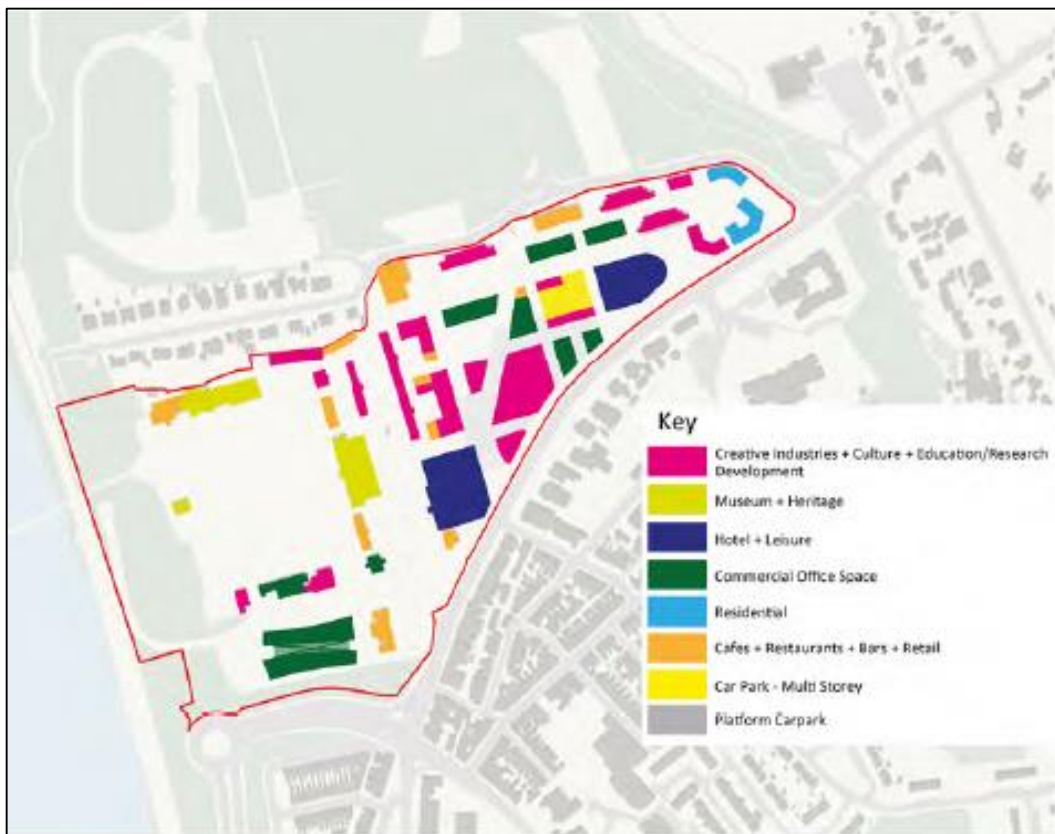 Key
Creative Industries + Culture + Education/Research
Development
Museum + Heritage
Hotel + Leisure
Commercial Office Space
Residential
Cafes + Restaurants + Bars + Retail
Car Park - Multi Storey
Platform Carpark